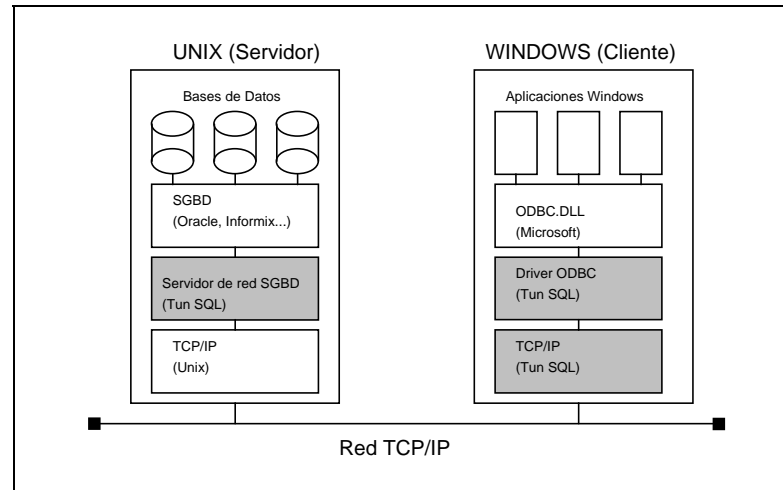 UNIX (Servidor)
Bases de Datos
SGBD
(Oracle, Informix...)
Servidor de red SGBD
(Tun SQL)
TCP/IP
(Unix)
WINDOWS (Cliente)
Aplicaciones Windows
ODBC.DLL
(Microsoft)
Driver ODBC
(Tun SQL)
TCP/IP
(Tun SQL)
Red TCP/IP